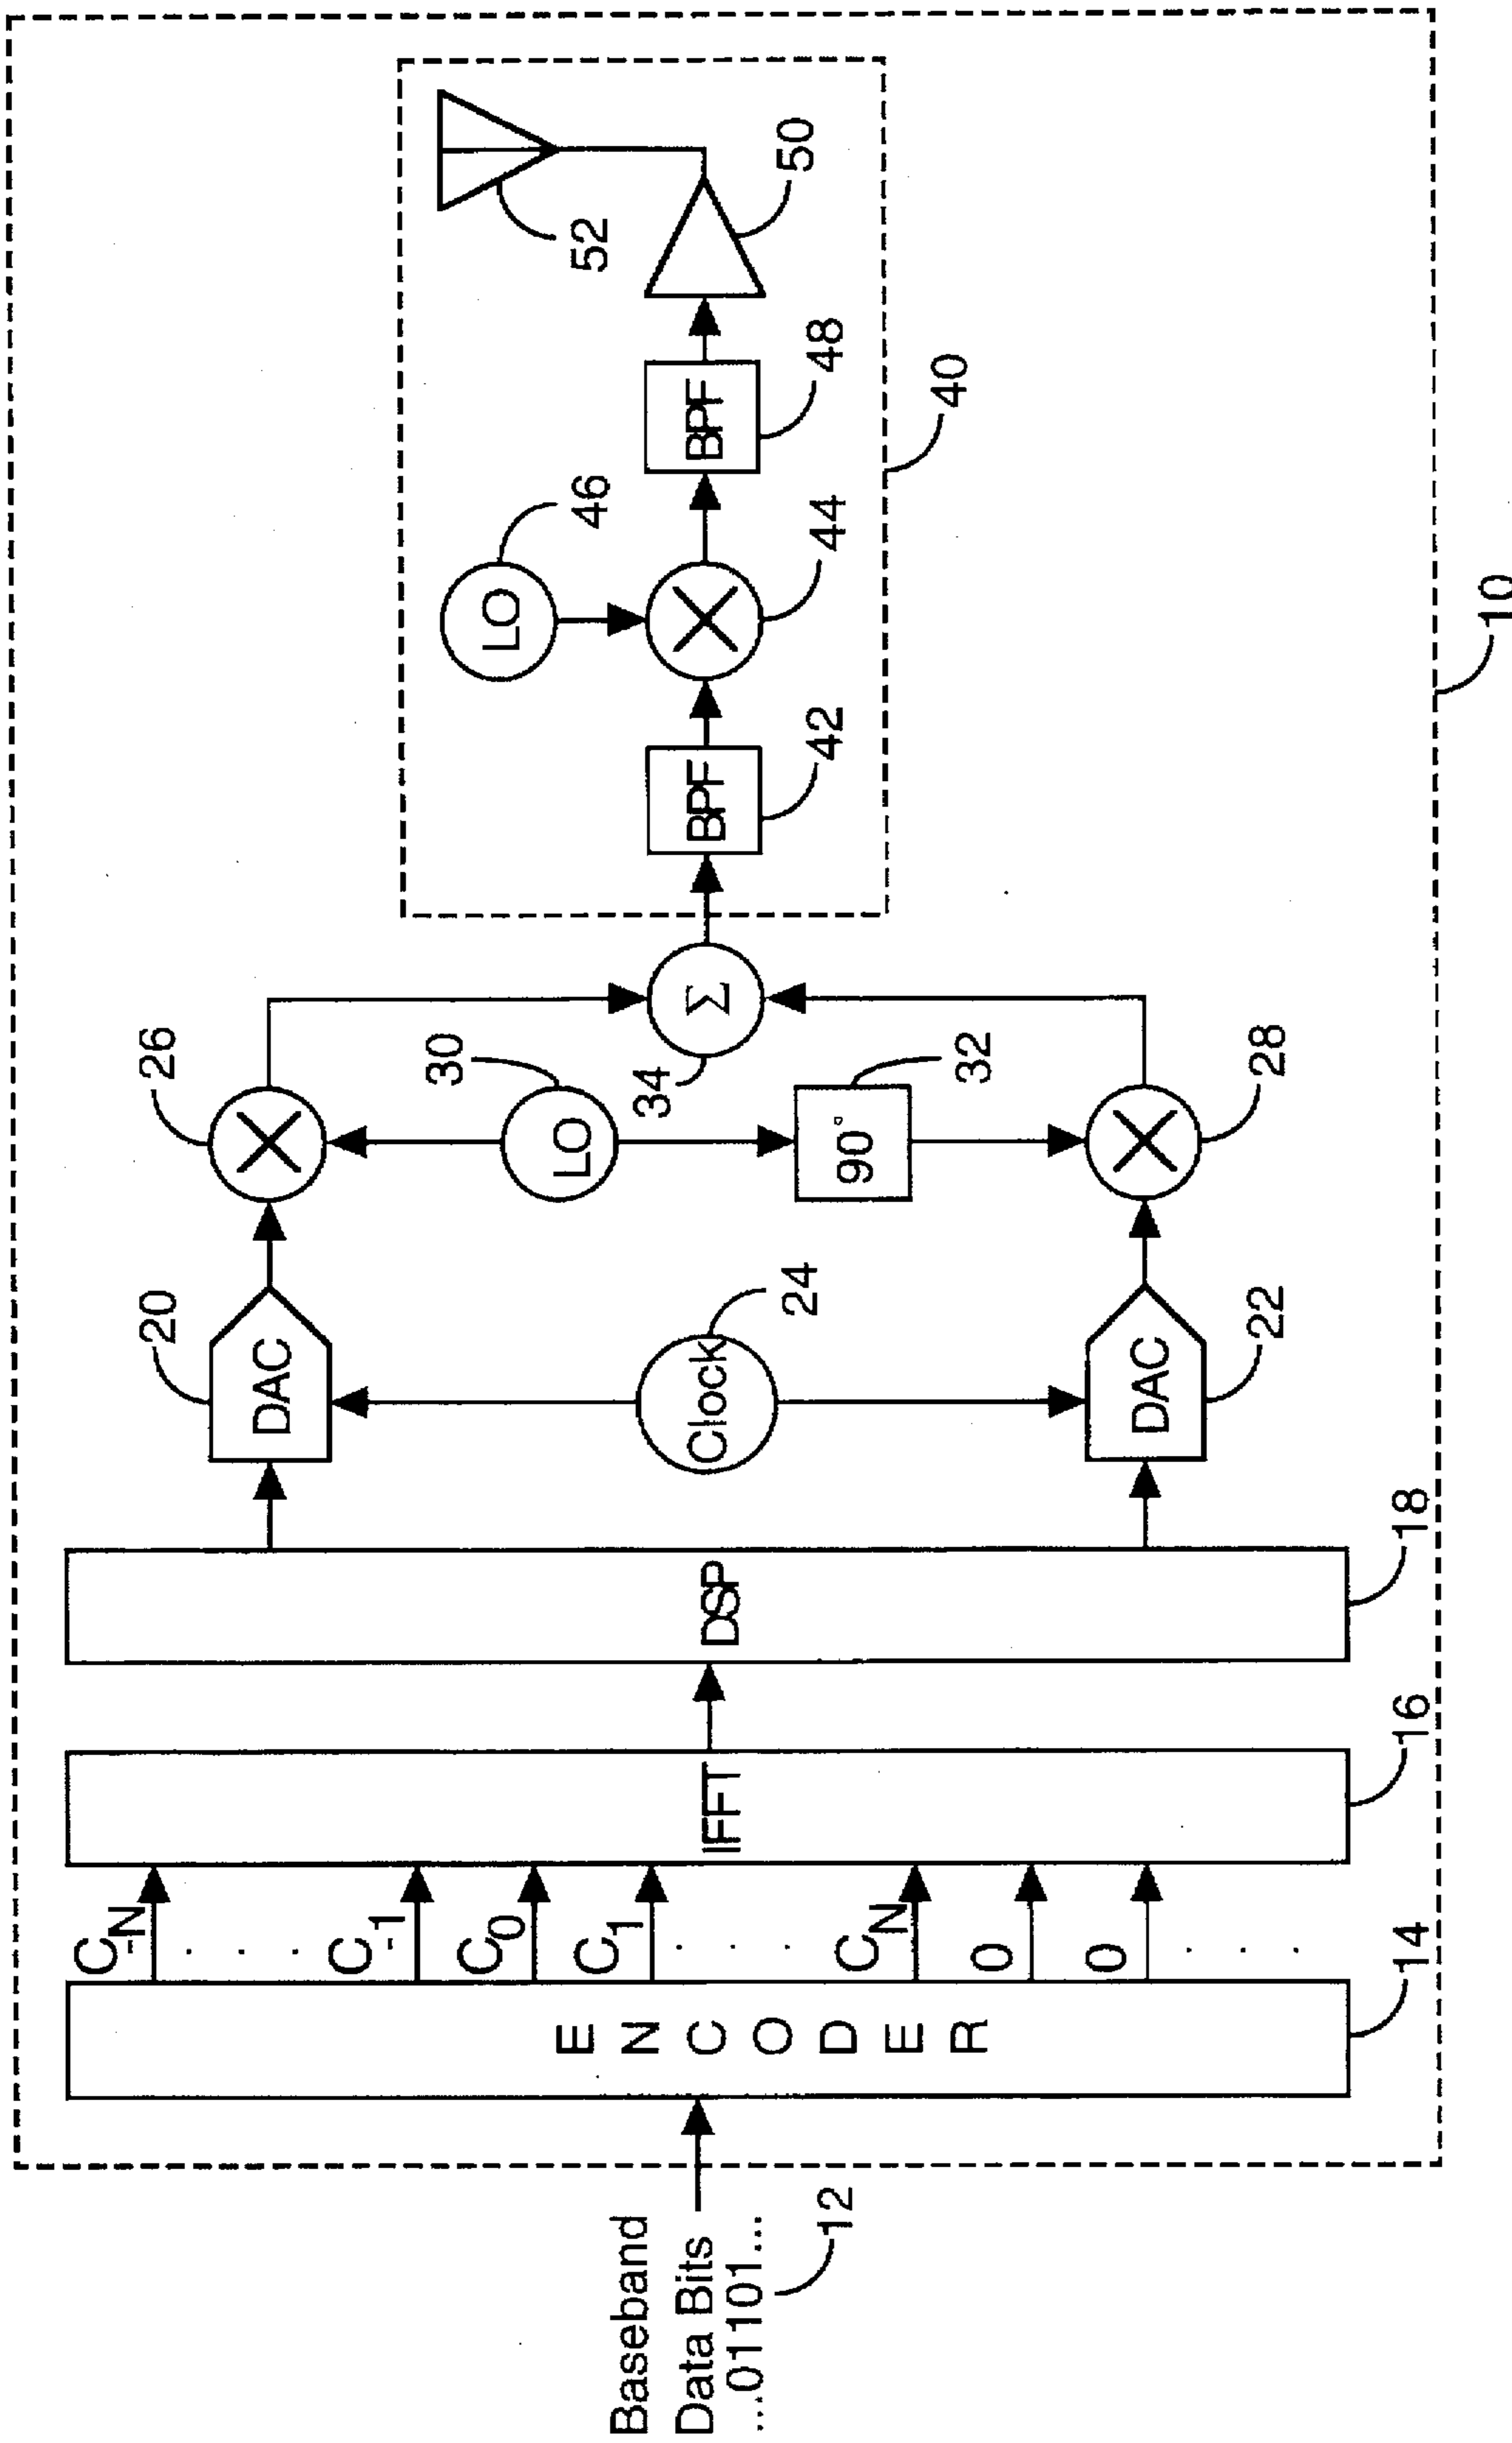 Baseband
Data Bits
...01101...
12
ENCODER
14
C-N
C-1
C0
C1
CN
0
0
IFFT
16
DSP
18
DAC
20
Clock
24
DAC
22
26
LO
30
90°
32
28
Σ
34
BPF
42
LO
46
44
BPF
48
50
52
40
10